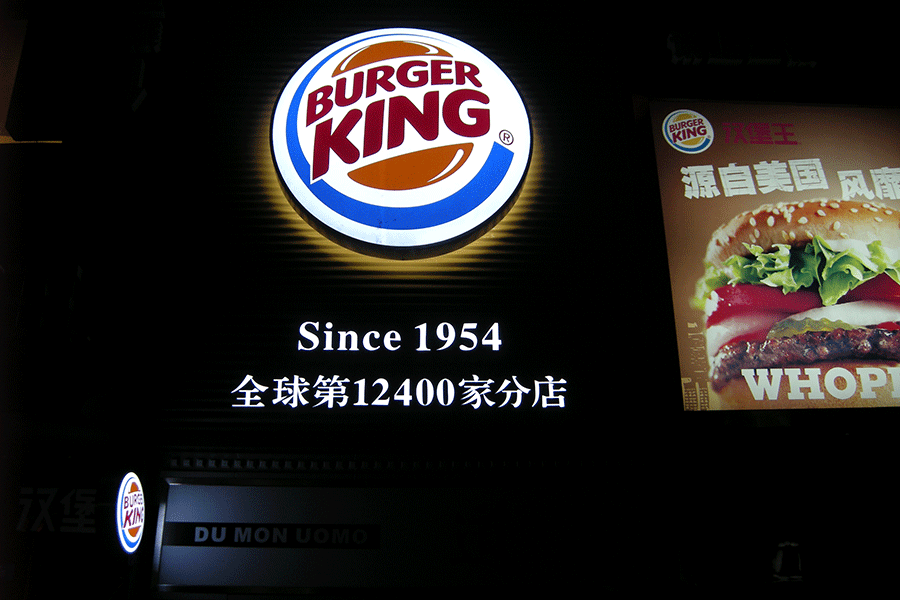 BURGER
KING®
Since 1954
全球第12400家分店
BURGER
KING
汉堡王
源自美国 风靡
WHOP
BURGER
KING
汉堡
DU MON UOMO